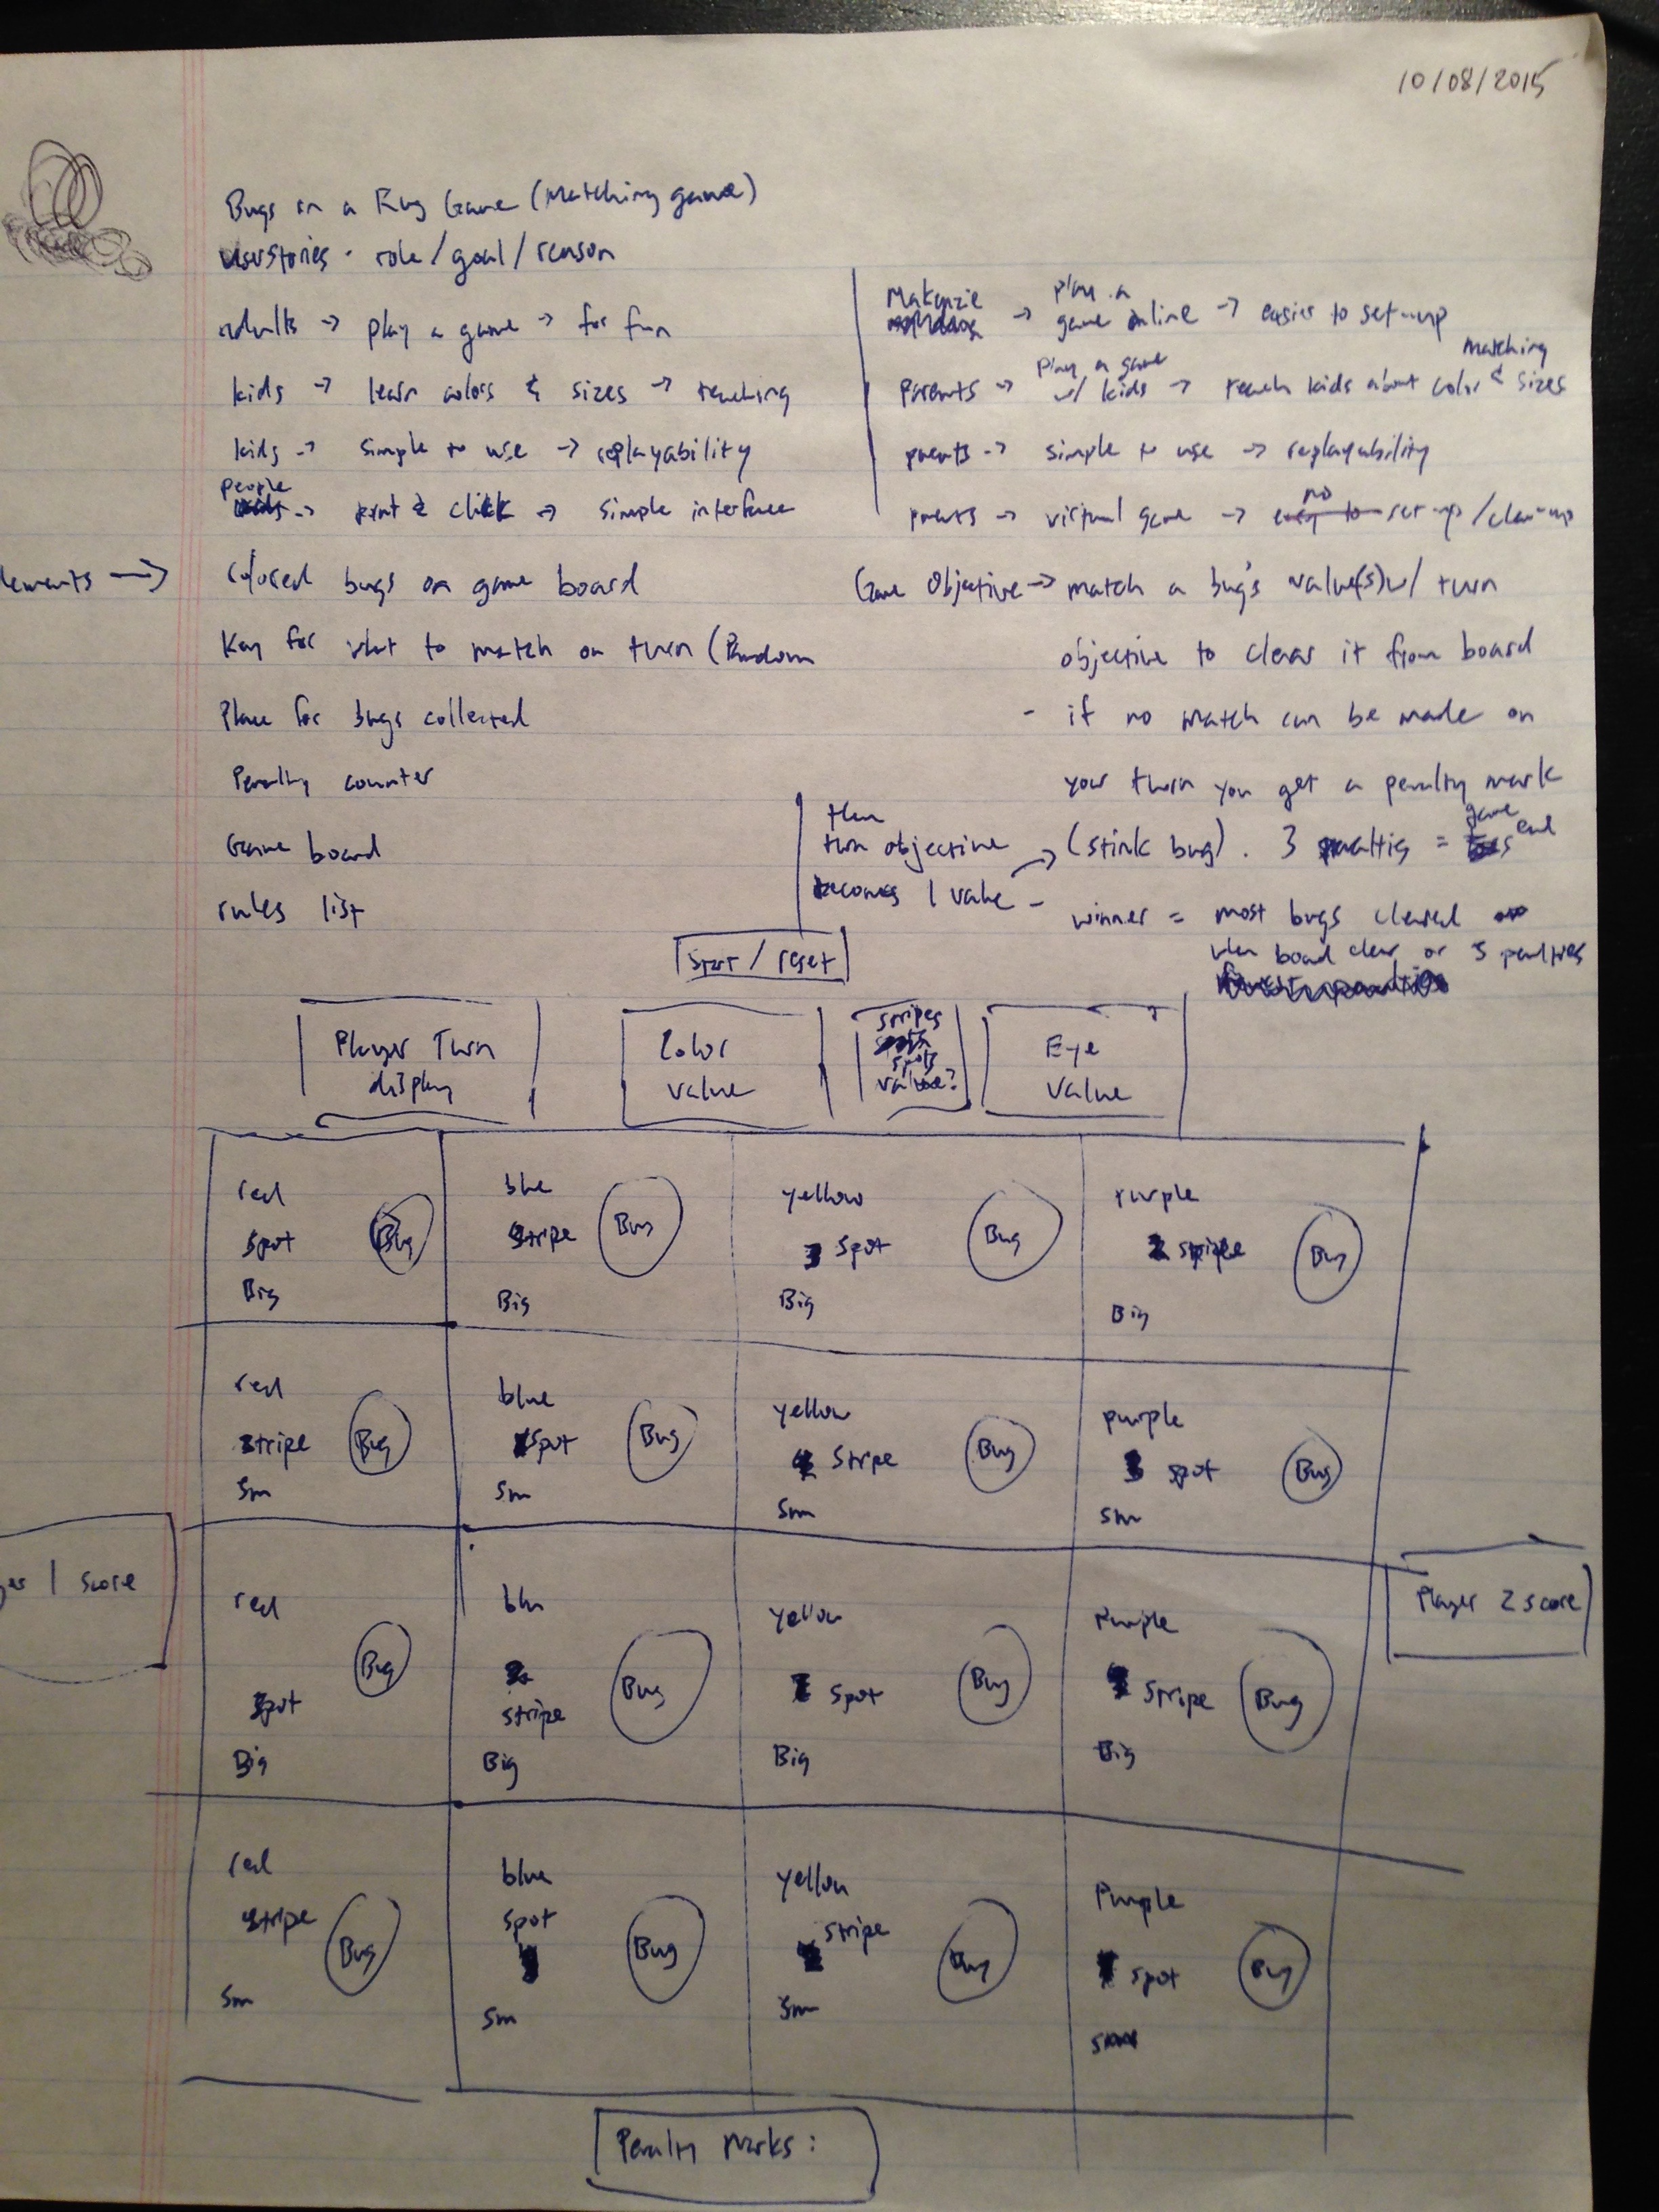 10/08/2015
Bugs in a Rug Game (Matching game)
User stories - role/goal/reason
adults → play a game → for fun
kids → learn colors & sizes → teaching
kids → simple to use → replayability
people
→ point & click → simple interface
Makenzie → play a game online → easier to set-up
parents → play a game w/ kids → teach kids about color & matching sizes
parents → simple to use → replayability
parents → virtual game → no set-up/clean-up
lements →
colored bugs on game board
Key for what to match on turn (Random
Place for bugs collected
Penalty counter
Game board
rules list
Game Objective → match a bug's value(s) w/ turn
objective to clear it from board
- if no match can be made on
your turn you get a penalty mark
(stink bug). 3 penalties = game end
then
turn objective
becomes 1 value
- winner = most bugs cleared
when board clear or 3 penalties
start / reset
Player Turn
display
Color
value
stripes
spots
value?
Eye
value
red
spot
Bug
Big
blue
stripe
Bug
Big
yellow
spot
Bug
Big
purple
stripe
Bug
Big
red
stripe
Bug
Sm
blue
spot
Bug
Sm
yellow
stripe
Bug
Sm
purple
spot
Bug
Sm
1 score
red
Bug
spot
Big
blu
Bug
stripe
Big
yellow
spot
Bug
Big
Purple
stripe
Bug
Big
Player 2 score
red
stripe
Bug
Sm
blue
spot
Bug
Sm
yellow
stripe
Bug
Sm
Purple
spot
Bug
Sm
Penalty Marks: